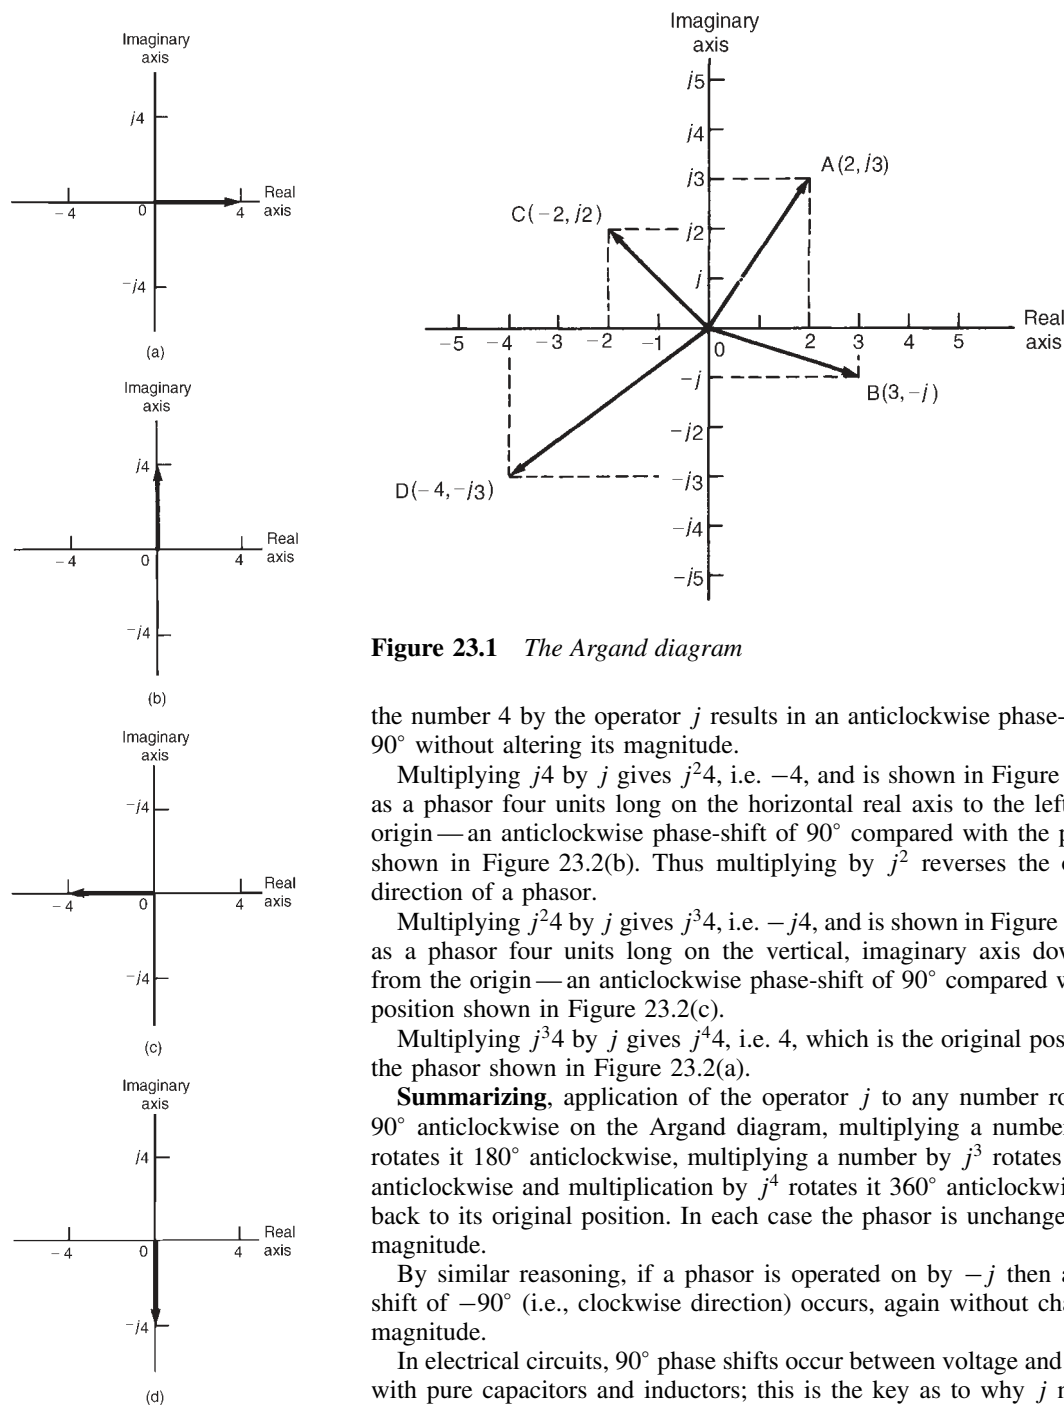 Imaginary
axis
j4
Real
axis
−4
0
4
−j4
(a)
Imaginary
axis
j4
Real
axis
−4
0
4
−j4
(b)
Imaginary
axis
−j4
Real
axis
−4
0
4
−j4
(c)
Imaginary
axis
j4
Real
axis
−4
0
4
−j4
(d)
Imaginary
axis
j5
j4
A(2, j3)
j3
C(−2, j2)
j2
j
Real
axis
−5 −4 −3 −2 −1 0 2 3 4 5
−j
B(3, −j)
−j2
D(−4, −j3)
−j3
−j4
−j5
Figure 23.1 The Argand diagram
the number 4 by the operator j results in an anticlockwise phase-
90° without altering its magnitude.
Multiplying j4 by j gives j²4, i.e. −4, and is shown in Figure
as a phasor four units long on the horizontal real axis to the left
origin — an anticlockwise phase-shift of 90° compared with the p
shown in Figure 23.2(b). Thus multiplying by j² reverses the
direction of a phasor.
Multiplying j²4 by j gives j³4, i.e. −j4, and is shown in Figure
as a phasor four units long on the vertical, imaginary axis dow
from the origin — an anticlockwise phase-shift of 90° compared
position shown in Figure 23.2(c).
Multiplying j³4 by j gives j⁴4, i.e. 4, which is the original pos
the phasor shown in Figure 23.2(a).
Summarizing, application of the operator j to any number ro
90° anticlockwise on the Argand diagram, multiplying a number
rotates it 180° anticlockwise, multiplying a number by j³ rotates
anticlockwise and multiplication by j⁴ rotates it 360° anticlockwi
back to its original position. In each case the phasor is unchange
magnitude.
By similar reasoning, if a phasor is operated on by −j then a
shift of −90° (i.e., clockwise direction) occurs, again without cha
magnitude.
In electrical circuits, 90° phase shifts occur between voltage and
with pure capacitors and inductors; this is the key as to why j